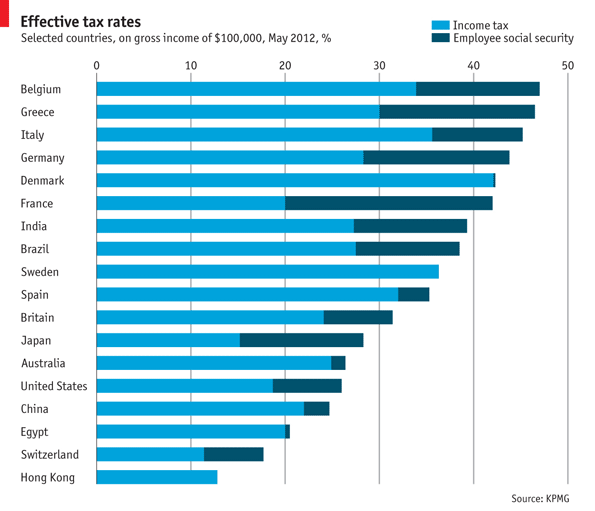 Effective tax rates
Selected countries, on gross income of $100,000, May 2012, %
Income tax
Employee social security
0 10 20 30 40 50
Belgium
Greece
Italy
Germany
Denmark
France
India
Brazil
Sweden
Spain
Britain
Japan
Australia
United States
China
Egypt
Switzerland
Hong Kong
Source: KPMG